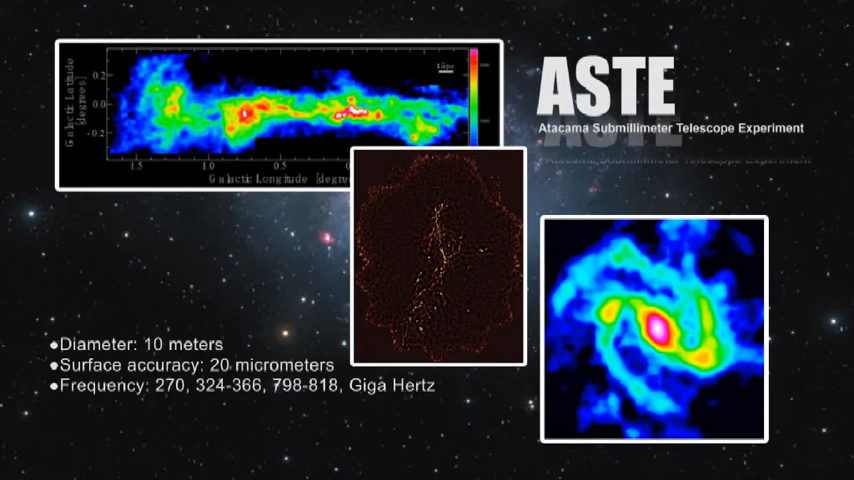 ASTE
Atacama Submillimeter Telescope Experiment
Galactic Latitude
[degrees]
0.2
0.0
-0.2
15pc
1.5
1.0
0.5
Galactic Longitude
●Diameter: 10 meters
●Surface accuracy: 20 micrometers
●Frequency: 270, 324-366, 798-818, Giga Hertz